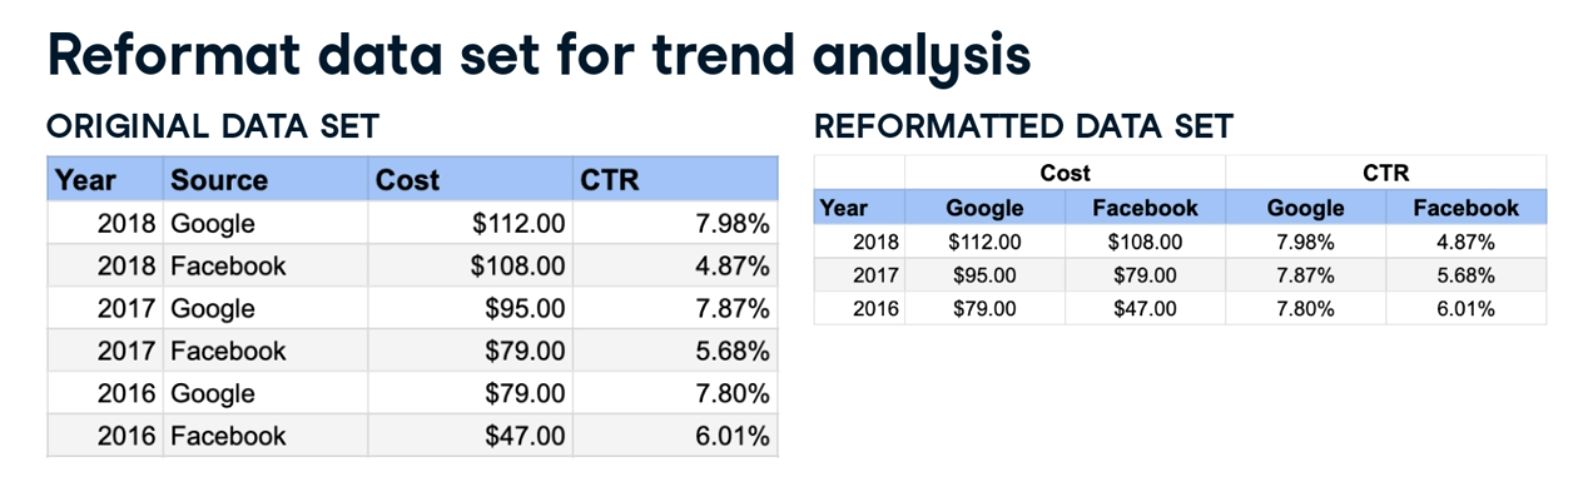 Reformat data set for trend analysis
ORIGINAL DATA SET
Year Source Cost CTR
2018 Google $112.00 7.98%
2018 Facebook $108.00 4.87%
2017 Google $95.00 7.87%
2017 Facebook $79.00 5.68%
2016 Google $79.00 7.80%
2016 Facebook $47.00 6.01%
REFORMATTED DATA SET
Cost CTR
Year Google Facebook Google Facebook
2018 $112.00 $108.00 7.98% 4.87%
2017 $95.00 $79.00 7.87% 5.68%
2016 $79.00 $47.00 7.80% 6.01%